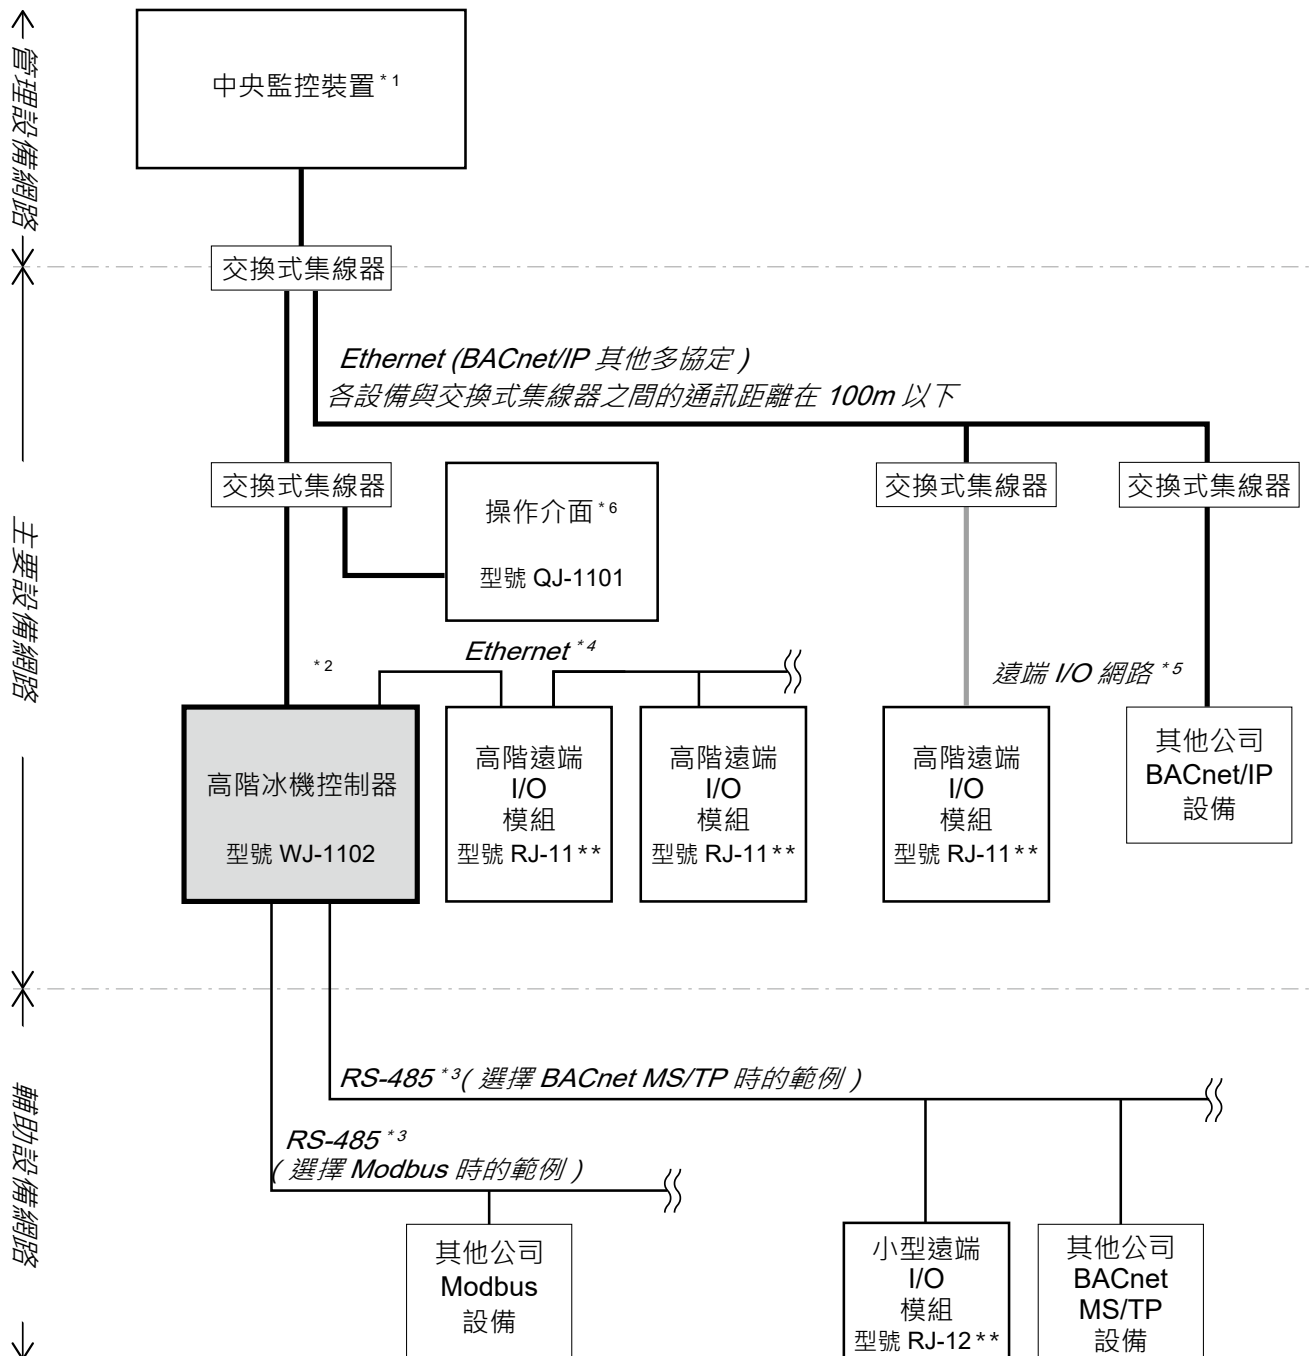 管理設備網路
中央監控裝置 *1
交換式集線器
Ethernet (BACnet/IP 其他多協定 )
各設備與交換式集線器之間的通訊距離在 100m 以下
交換式集線器
操作介面 *6
型號 QJ-1101
交換式集線器
交換式集線器
主要設備網路
*2
Ethernet *4
遠端 I/O 網路 *5
高階冰機控制器
型號 WJ-1102
高階遠端
I/O
模組
型號 RJ-11**
高階遠端
I/O
模組
型號 RJ-11**
高階遠端
I/O
模組
型號 RJ-11**
其他公司
BACnet/IP
設備
輔助設備網路
RS-485 *3( 選擇 BACnet MS/TP 時的範例 )
RS-485 *3
( 選擇 Modbus 時的範例 )
其他公司
Modbus
設備
小型遠端
I/O
模組
型號 RJ-12**
其他公司
BACnet
MS/TP
設備